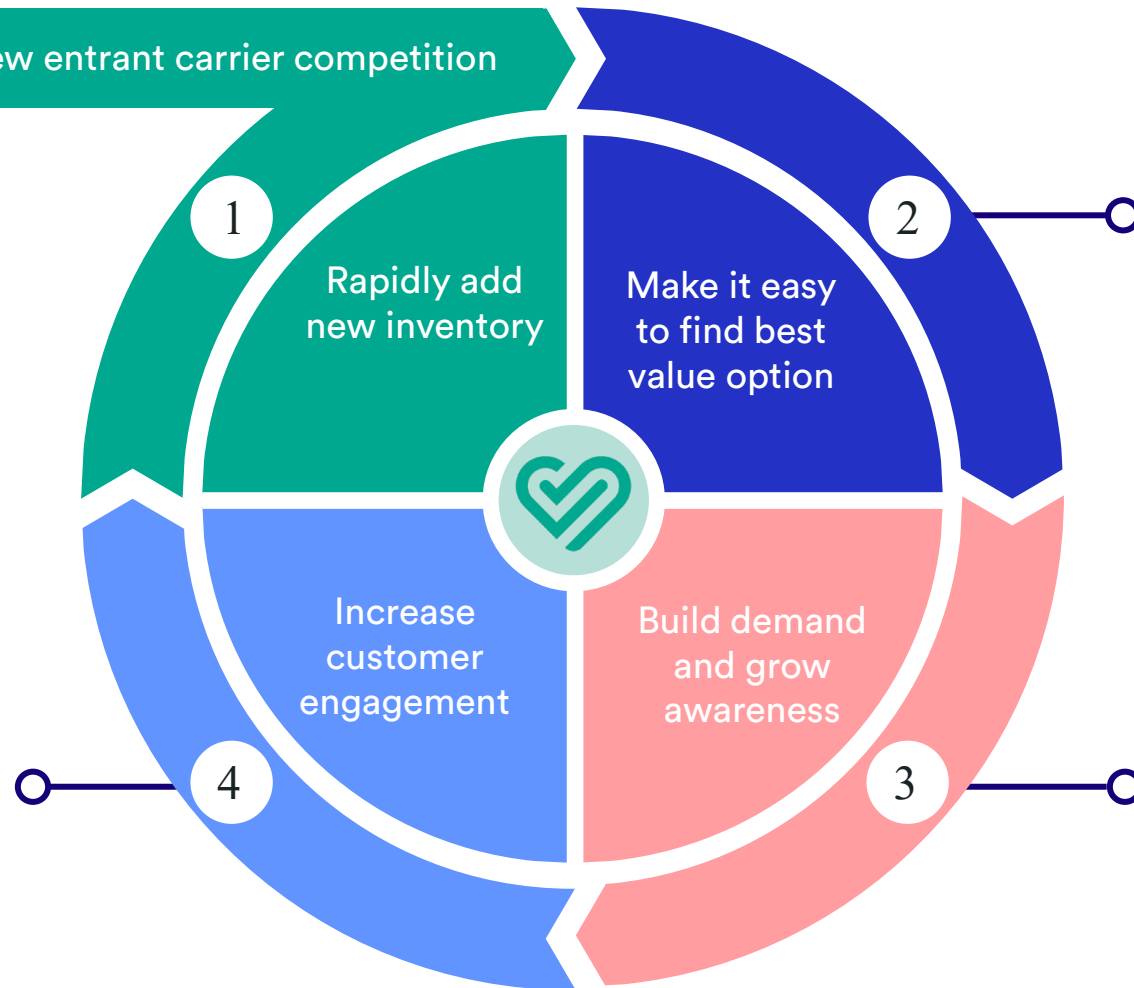 entrant carrier competition
1
Rapidly add
new inventory
2
Make it easy
to find best
value option
3
Build demand
and grow
awareness
4
Increase
customer
engagement